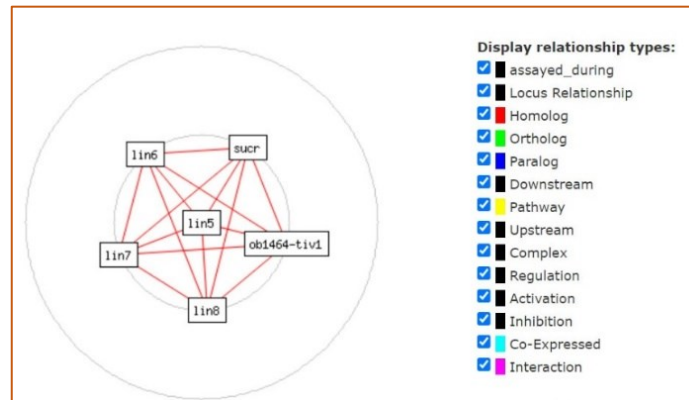 Display relationship types:
assayed_during
Locus Relationship
Homolog
Ortholog
Paralog
Downstream
Pathway
Upstream
Complex
Regulation
Activation
Inhibition
Co-Expressed
Interaction
lin6
sucr
lin5
ob1464-tiv1
lin7
lin8